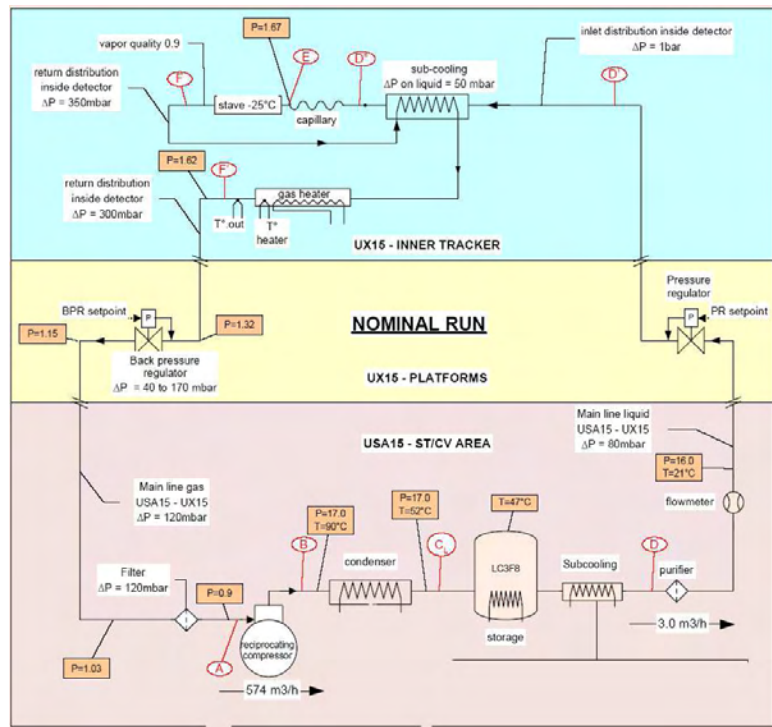 P=1.67
vapor quality 0.9
F
E
D"
sub-cooling
ΔP on liquid = 50 mbar
inlet distribution inside detector
ΔP = 1bar
D'
return distribution
inside detector
ΔP = 350mbar
stave -25°C
capillary
P=1.62
F'
gas heater
return distribution
inside detector
ΔP = 300mbar
T°.out
T°
heater
UX15 - INNER TRACKER
BPR setpoint
P
P=1.15
P=1.32
NOMINAL RUN
Pressure
regulator
P
PR setpoint
Back pressure
regulator
ΔP = 40 to 170 mbar
UX15 - PLATFORMS
USA15 - ST/CV AREA
Main line liquid
USA15 - UX15
ΔP = 80mbar
P=16.0
T=21°C
flowmeter
Main line gas
USA15 - UX15
ΔP = 120mbar
P=17.0
T=90°C
P=17.0
T=52°C
T=47°C
B
condenser
C
LC3F8
Subcooling
D
purifier
Filter
ΔP = 120mbar
P=0.9
reciprocating
compressor
storage
3.0 m3/h
P=1.03
A
574 m3/h